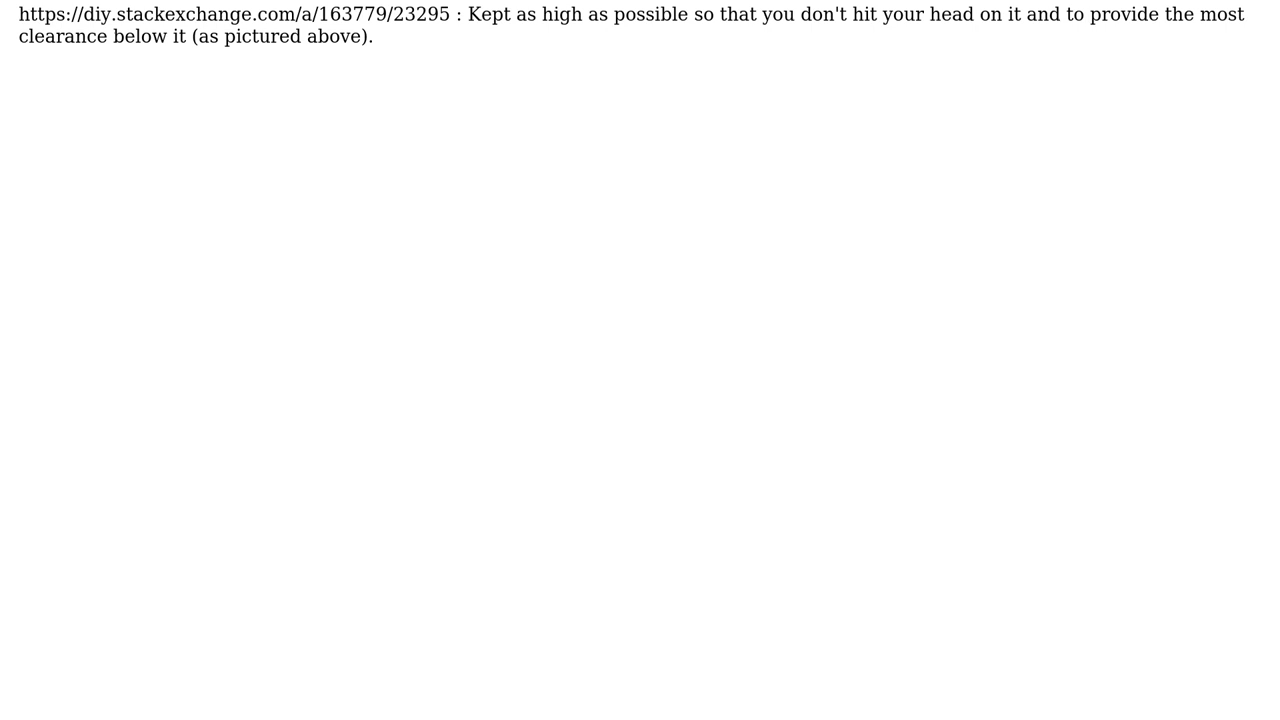 https://diy.stackexchange.com/a/163779/23295 : Kept as high as possible so that you don't hit your head on it and to provide the most
clearance below it (as pictured above).